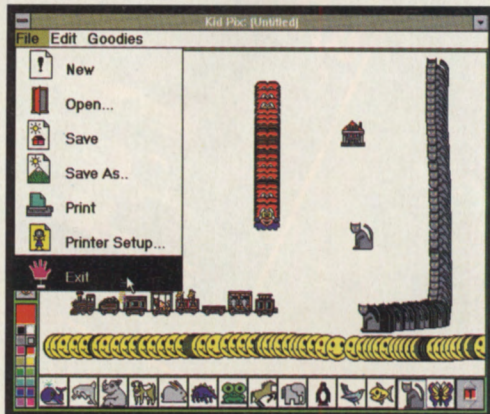 Kid Pix: [Untitled]
File Edit Goodies
New
Open...
Save
Save As..
Print
Printer Setup...
Exit